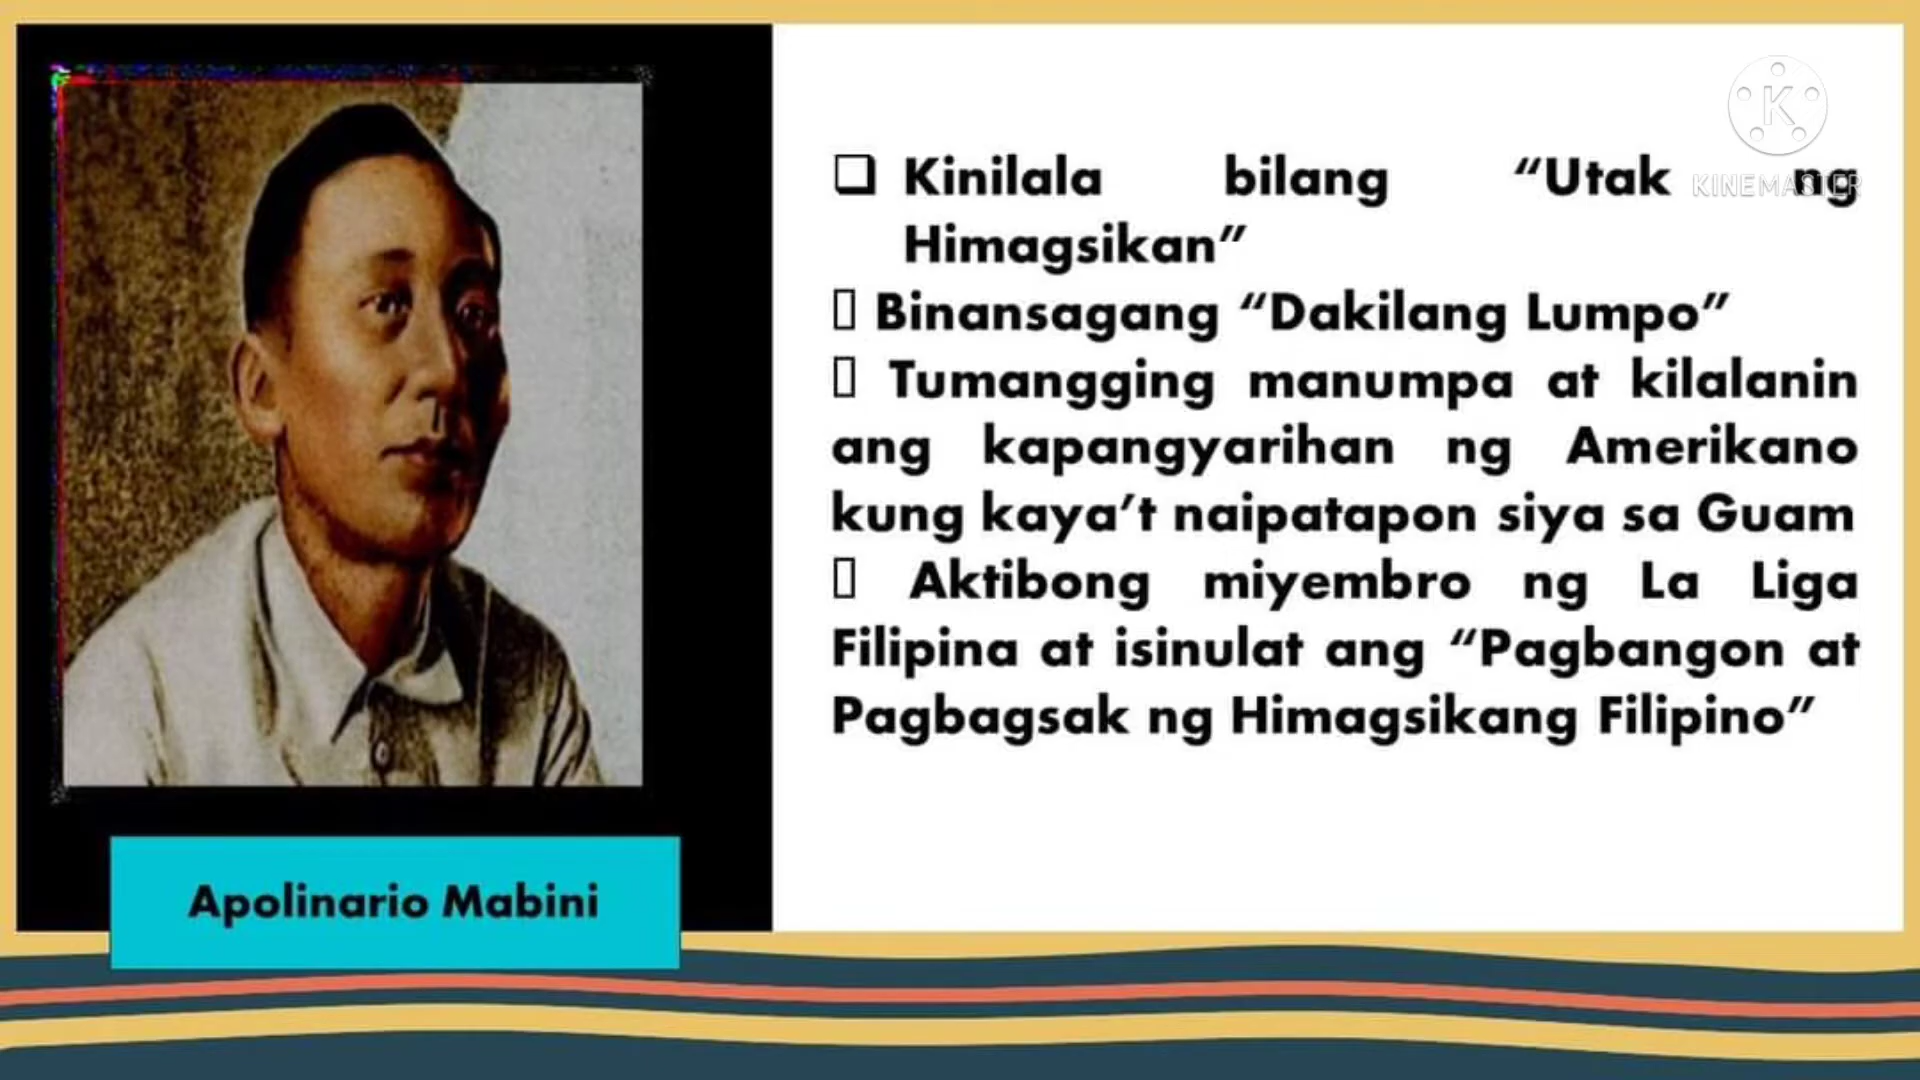 ❑ Kinilala bilang “Utak ng
Himagsikan”
Binansagang “Dakilang Lumpo”
Tumangging manumpa at kilalanin
ang kapangyarihan ng Amerikano
kung kaya’t naipatapon siya sa Guam
Aktibong miyembro ng La Liga
Filipina at isinulat ang “Pagbangon at
Pagbagsak ng Himagsikang Filipino”
Apolinario Mabini
K
KINEMASTER